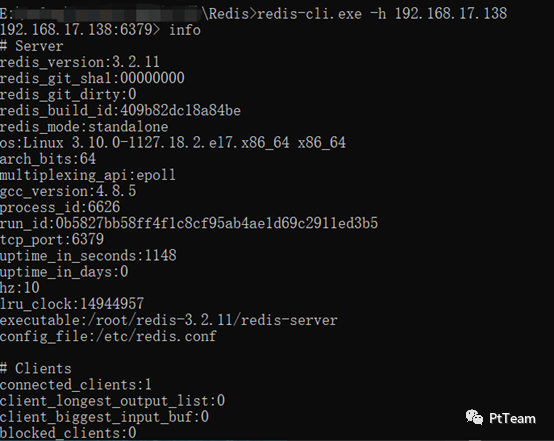 E:\Redis>redis-cli.exe -h 192.168.17.138
192.168.17.138:6379> info
# Server
redis_version:3.2.11
redis_git_sha1:00000000
redis_git_dirty:0
redis_build_id:409b82dc18a84be
redis_mode:standalone
os:Linux 3.10.0-1127.18.2.el7.x86_64 x86_64
arch_bits:64
multiplexing_api:epoll
gcc_version:4.8.5
process_id:6626
run_id:0b5827bb58ff4f1c8cf95ab4ae1d69c2911ed3b5
tcp_port:6379
uptime_in_seconds:1148
uptime_in_days:0
hz:10
lru_clock:14944957
executable:/root/redis-3.2.11/redis-server
config_file:/etc/redis.conf
# Clients
connected_clients:1
client_longest_output_list:0
client_biggest_input_buf:0
blocked_clients:0
PtTeam